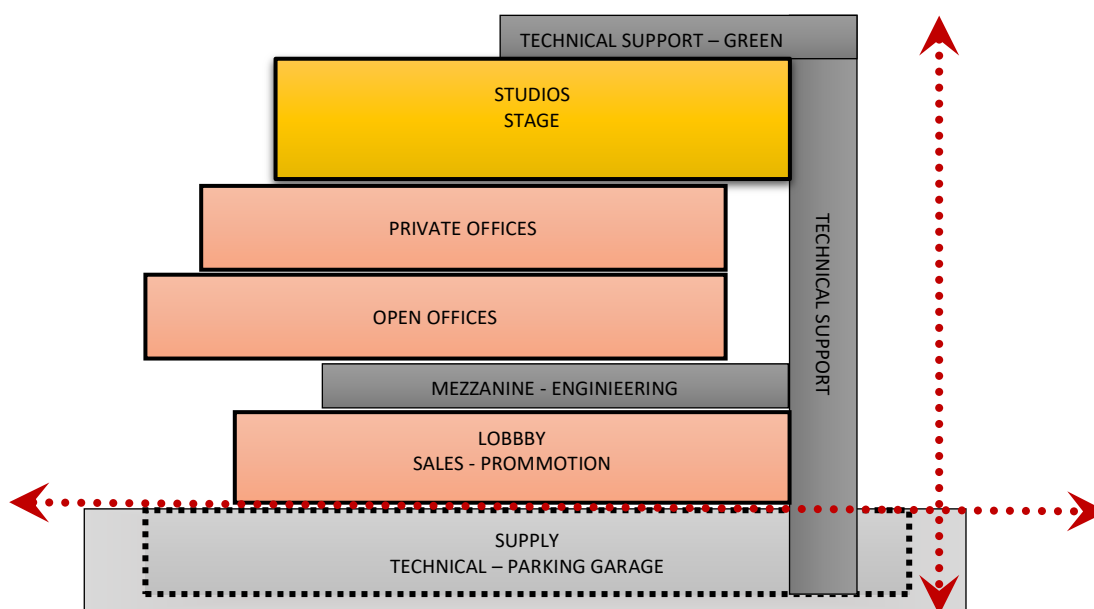 TECHNICAL SUPPORT – GREEN
STUDIOS
STAGE
PRIVATE OFFICES
OPEN OFFICES
TECHNICAL SUPPORT
MEZZANINE - ENGINIEERING
LOBBBY
SALES - PROMMOTION
SUPPLY
TECHNICAL – PARKING GARAGE